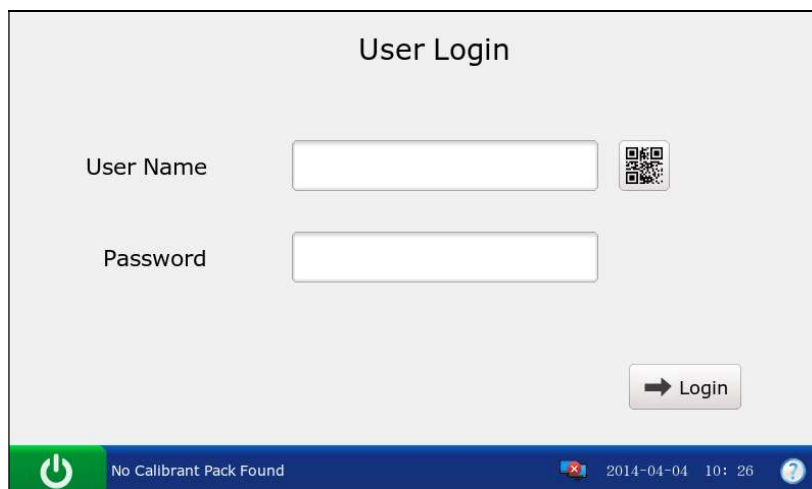 User Login
User Name
Password
Login
No Calibrant Pack Found
2014-04-04 10: 26
?